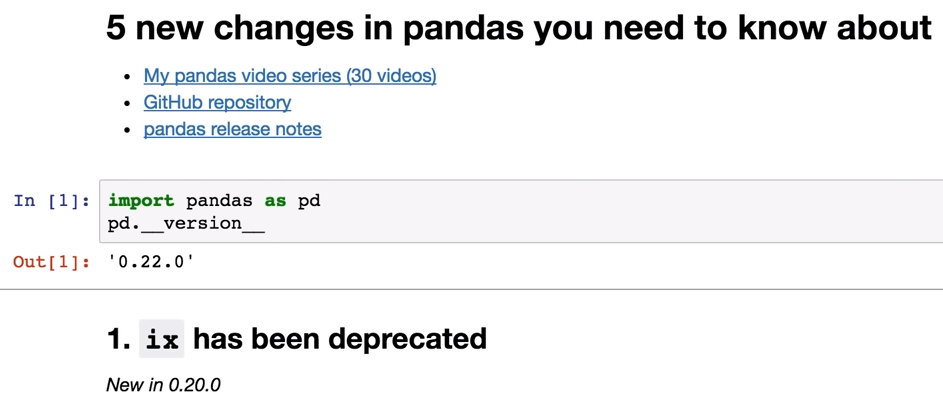 5 new changes in pandas you need to know about
• My pandas video series (30 videos)
• GitHub repository
• pandas release notes
In [1]: import pandas as pd
pd.__version__
Out[1]: '0.22.0'
1. ix has been deprecated
New in 0.20.0